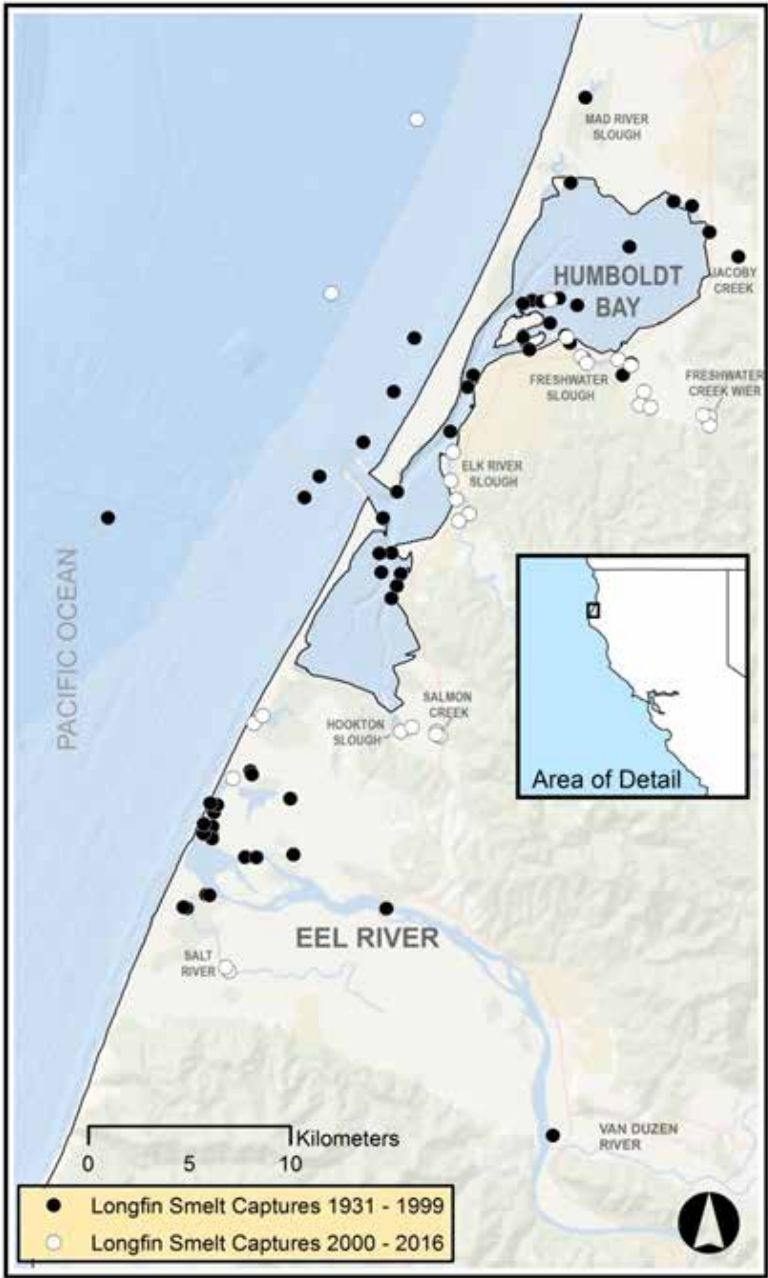 MAD RIVER
SLOUGH
HUMBOLDT
BAY
JACOBY
CREEK
FRESHWATER
SLOUGH
FRESHWATER
CREEK WIER
ELK RIVER
SLOUGH
PACIFIC OCEAN
SALMON
CREEK
HOOKTON
SLOUGH
Area of Detail
EEL RIVER
SALT
RIVER
VAN DUZEN
RIVER
Kilometers
0 5 10
Longfin Smelt Captures 1931 - 1999
Longfin Smelt Captures 2000 - 2016